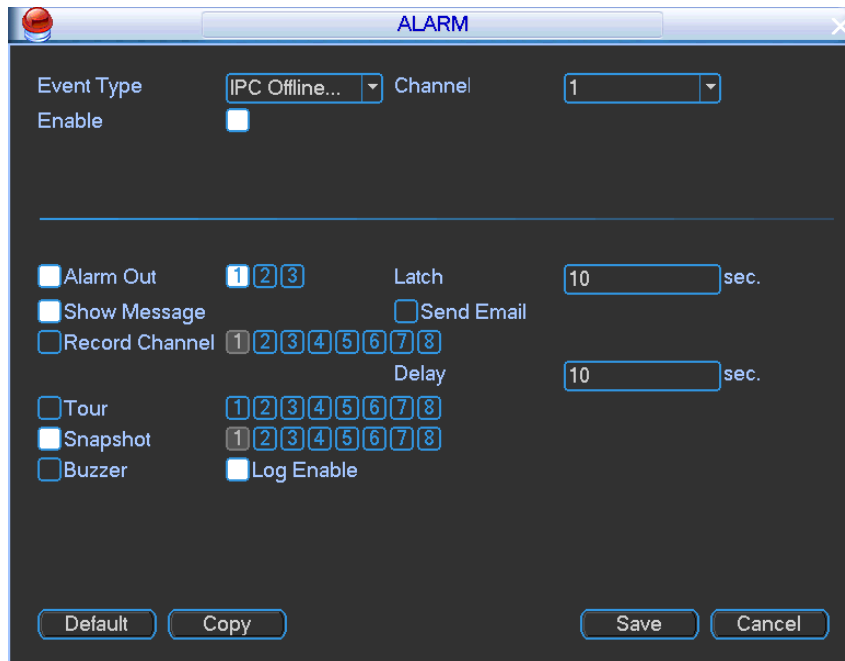 ALARM
Event Type IPC Offline... Channel 1
Enable
Alarm Out 1 2 3 Latch 10 sec.
Show Message Send Email
Record Channel 1 2 3 4 5 6 7 8
Delay 10 sec.
Tour 1 2 3 4 5 6 7 8
Snapshot 1 2 3 4 5 6 7 8
Buzzer Log Enable
Default Copy Save Cancel